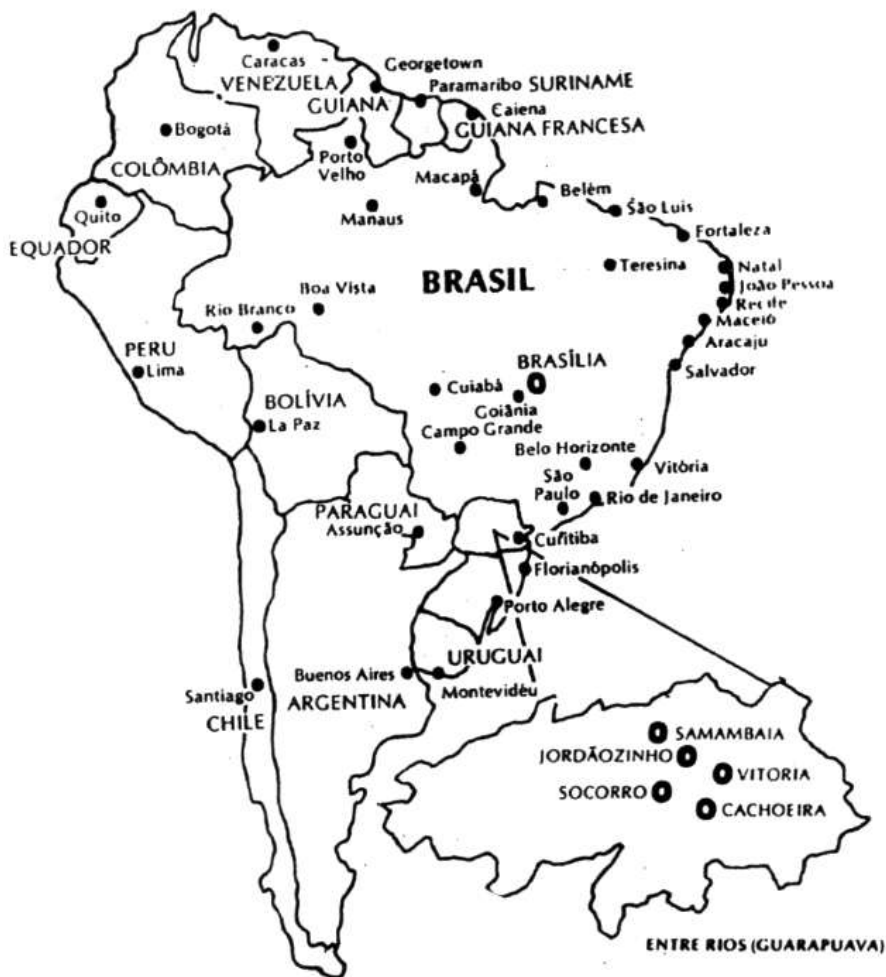 Caracas
VENEZUELA
Georgetown
Paramaribo SURINAME
GUIANA
Caiena
GUIANA FRANCESA
Bogotá
COLÔMBIA
Porto
Velho
Macapá
Belém
Quito
Manaus
São Luis
Fortaleza
EQUADOR
BRASIL
Teresina
Natal
João Pessoa
Recife
Boa Vista
Rio Branco
Maceió
Aracaju
PERU
Lima
BRASÍLIA
Salvador
Cuiabá
Goiânia
BOLÍVIA
La Paz
Campo Grande
Belo Horizonte
Vitória
São
Paulo
Rio de Janeiro
PARAGUAI
Assunção
Curitiba
Florianópolis
Porto Alegre
URUGUAI
Buenos Aires
Montevidéu
ARGENTINA
Santiago
CHILE
SAMAMBAIA
JORDÃOZINHO
VITORIA
SOCORRO
CACHOEIRA
ENTRE RIOS (GUARAPUAVA)